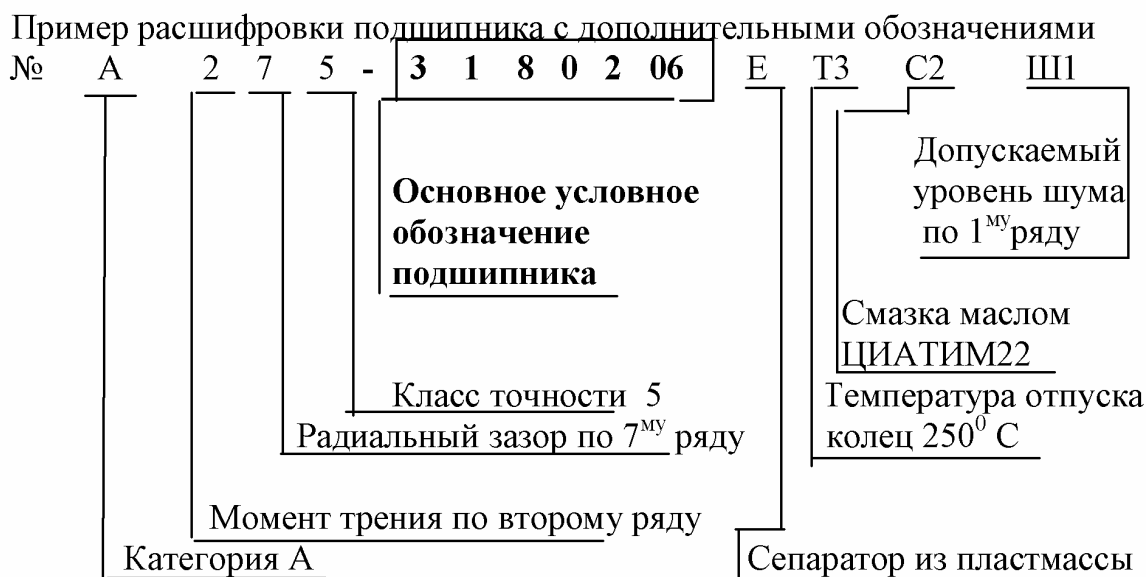 Пример расшифровки подшипника с дополнительными обозначениями
№ А 2 7 5 - 3 1 8 0 2 06 Е Т3 С2 Ш1
Допускаемый
уровень шума
по 1му ряду
Основное условное
обозначение
подшипника
Смазка маслом
ЦИАТИМ22
Класс точности 5
Температура отпуска
колец 250⁰ С
Радиальный зазор по 7му ряду
Момент трения по второму ряду
Категория А
Сепаратор из пластмассы